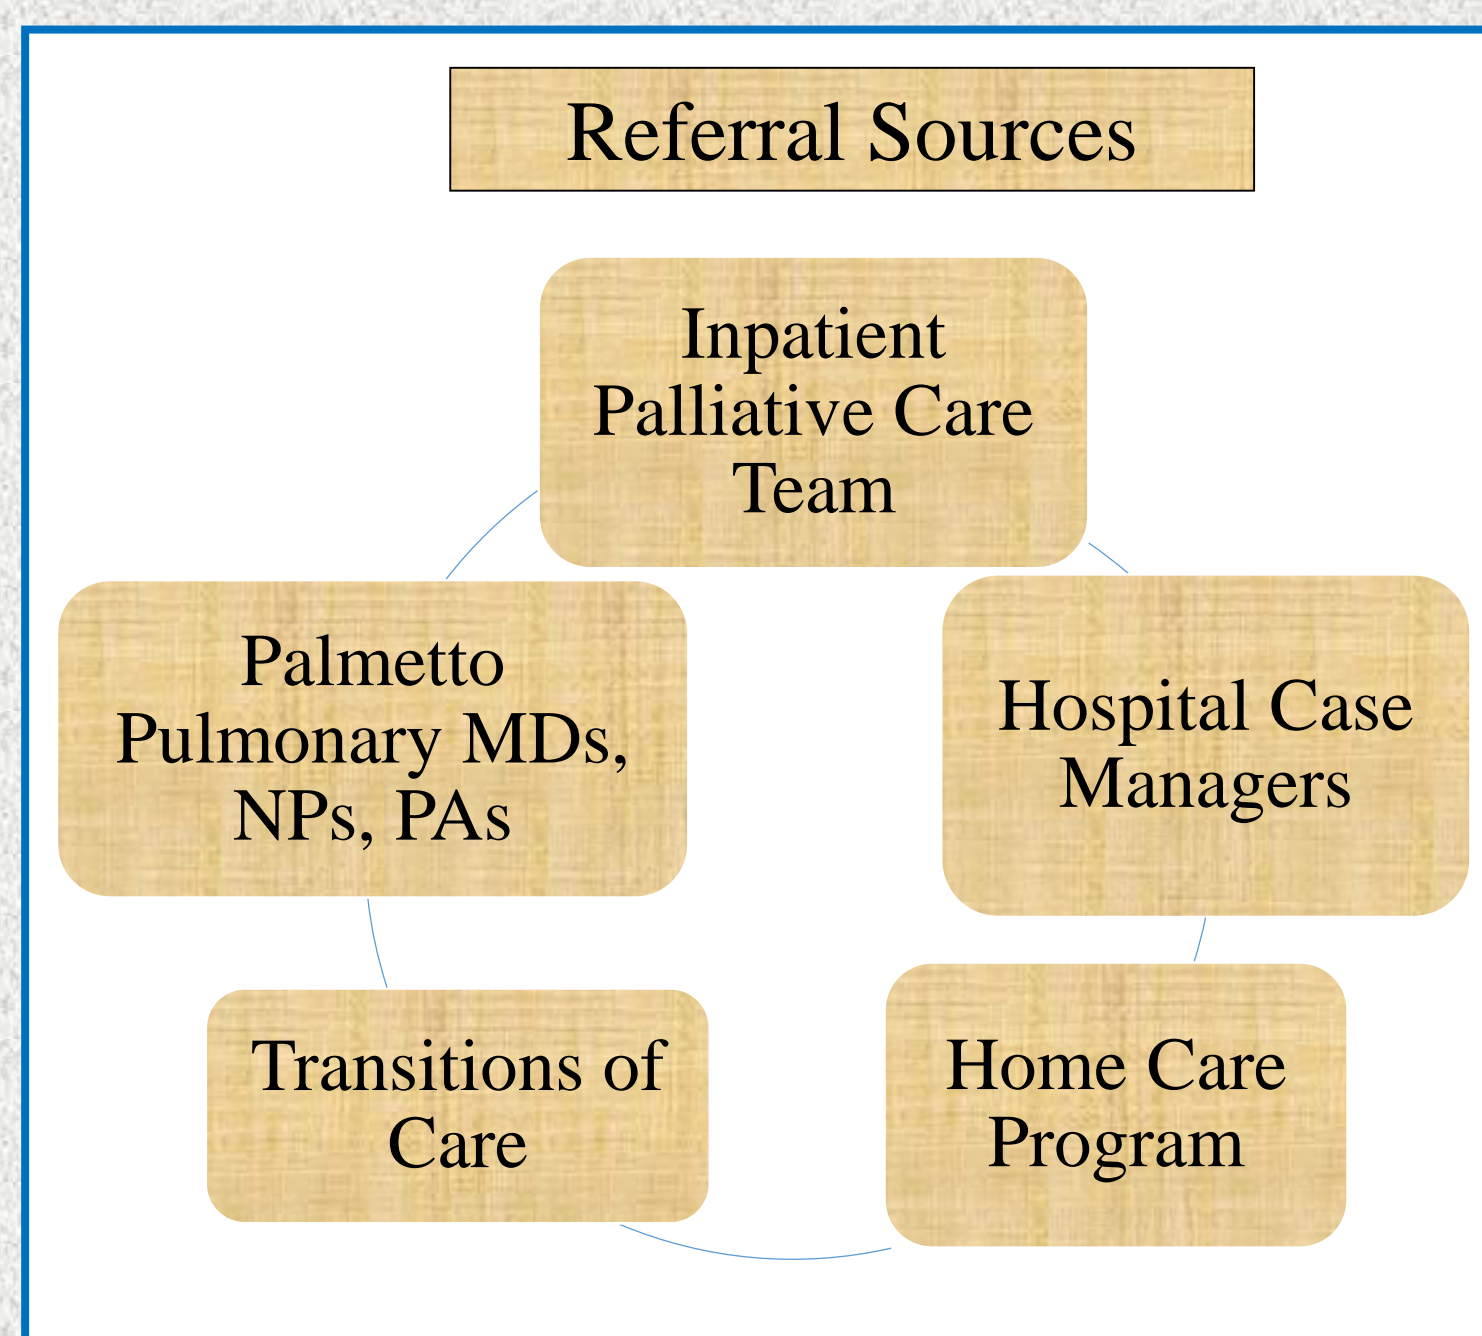 Referral Sources
Inpatient
Palliative Care
Team
Hospital Case
Managers
Home Care
Program
Transitions of
Care
Palmetto
Pulmonary MDs,
NPs, PAs